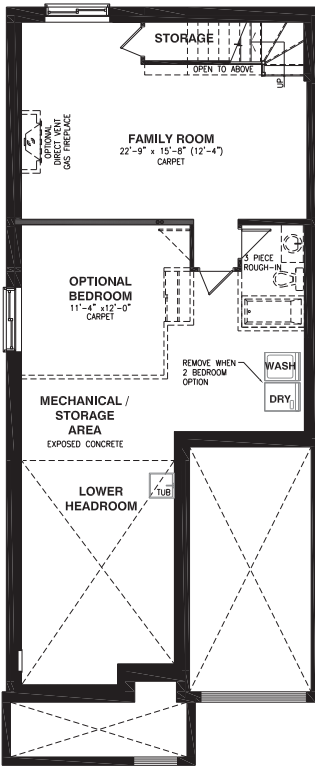 STORAGE
OPEN TO ABOVE
UP
OPTIONAL
DIRECT VENT
GAS FIREPLACE
FAMILY ROOM
22'-9" x 15'-8" (12'-4")
CARPET
3 PIECE
ROUGH-IN
OPTIONAL
BEDROOM
11'-4" x12'-0"
CARPET
REMOVE WHEN
2 BEDROOM
OPTION
WASH
DRY
MECHANICAL /
STORAGE
AREA
EXPOSED CONCRETE
LOWER
HEADROOM
TUB